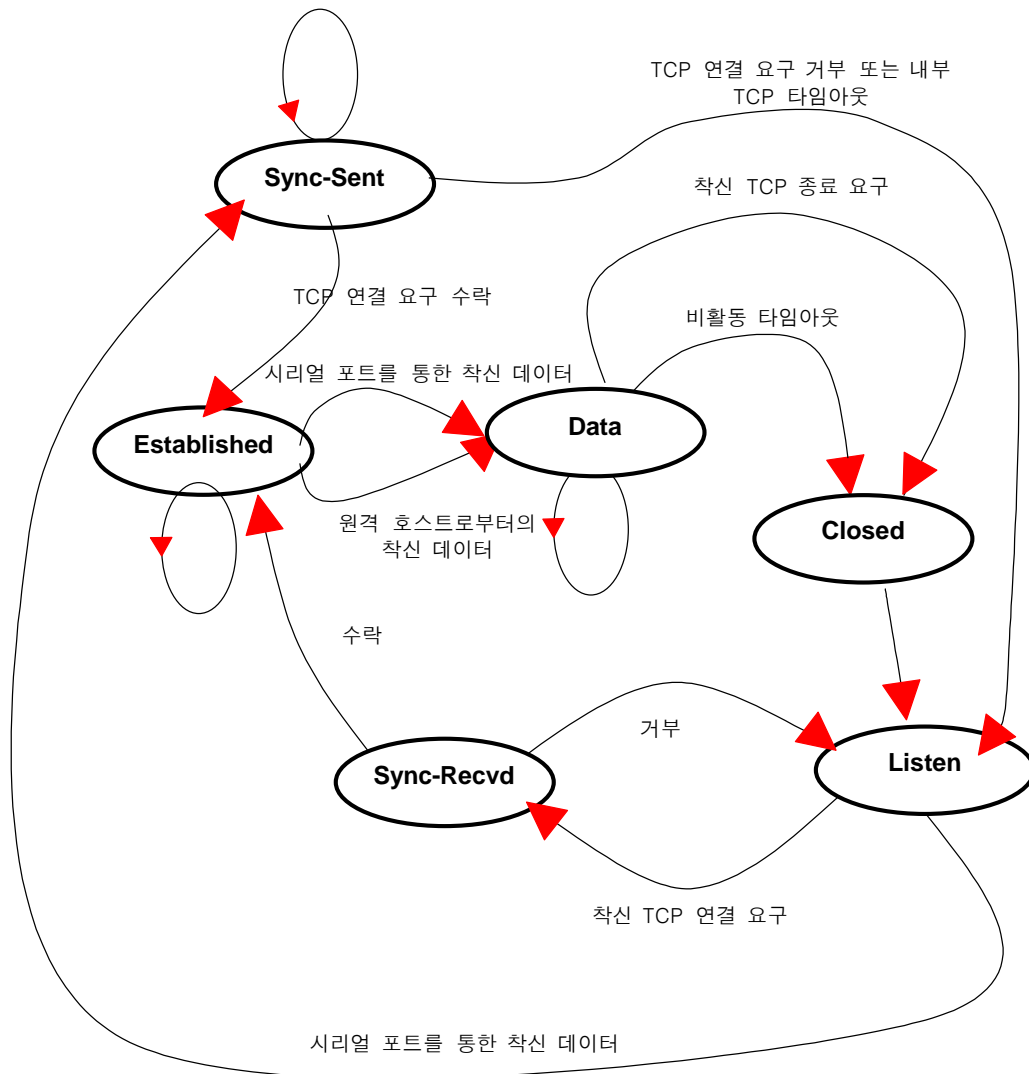 TCP 연결 요구 거부 또는 내부
TCP 타임아웃
Sync-Sent
착신 TCP 종료 요구
TCP 연결 요구 수락
비활동 타임아웃
시리얼 포트를 통한 착신 데이터
Established
Data
원격 호스트로부터의
착신 데이터
Closed
수락
거부
Sync-Recvd
Listen
착신 TCP 연결 요구
시리얼 포트를 통한 착신 데이터